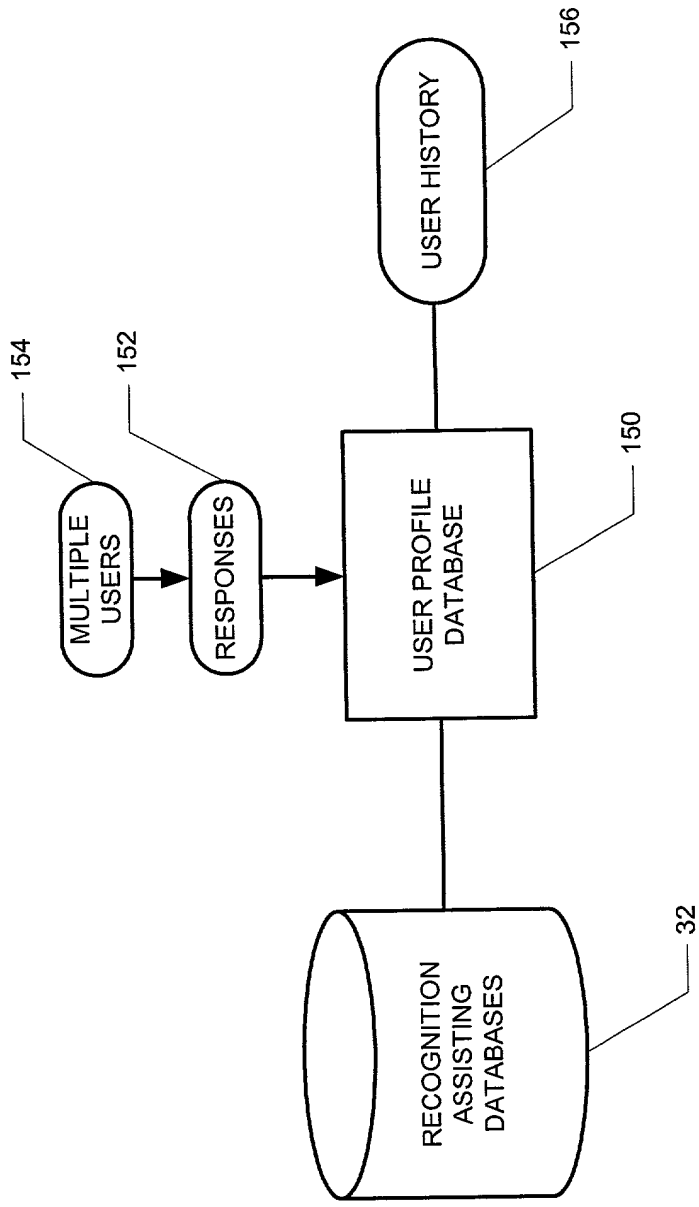 MULTIPLE
USERS
154
RESPONSES
152
RECOGNITION
ASSISTING
DATABASES
32
USER PROFILE
DATABASE
150
USER HISTORY
156